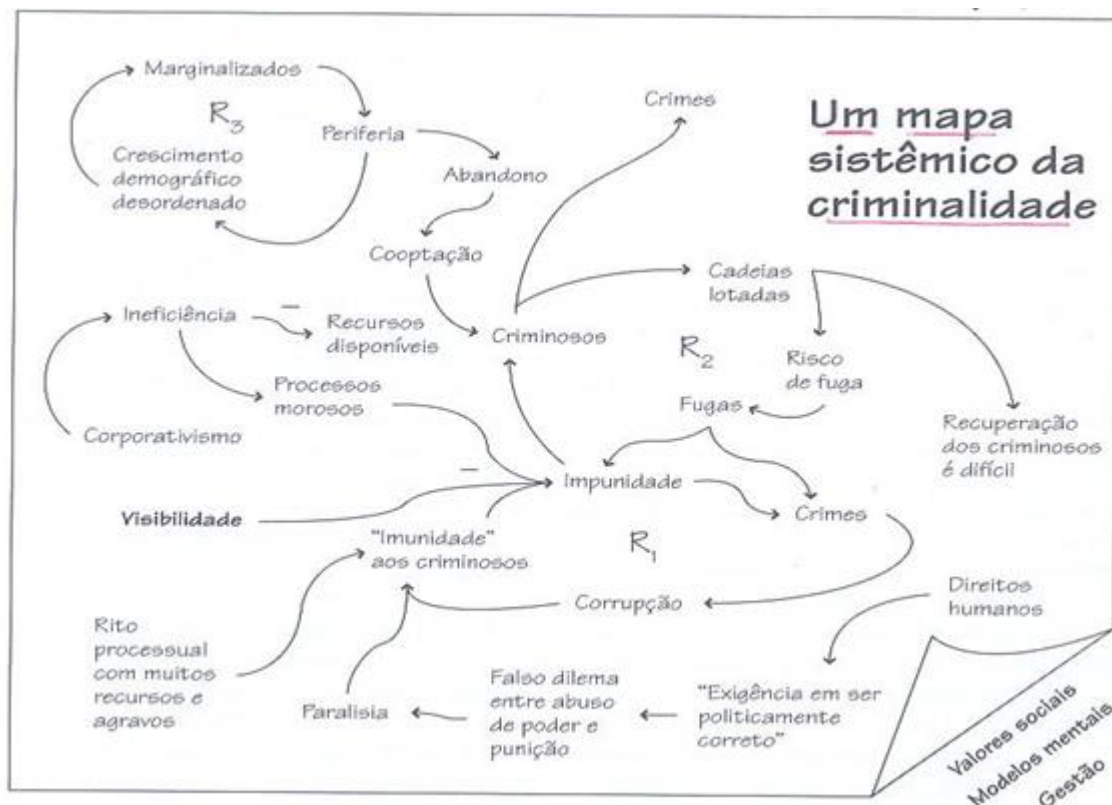 Um mapa
sistêmico da
criminalidade
Marginalizados
R3
Crescimento
demográfico
desordenado
Periferia
Abandono
Cooptação
Crimes
Cadeias
lotadas
Criminosos
R2
Risco
de fuga
Fugas
Recuperação
dos criminosos
é difícil
Ineficiência
–
Recursos
disponíveis
Processos
morosos
Corporativismo
–
Impunidade
Visibilidade
"Imunidade"
aos criminosos
R1
Crimes
Corrupção
Direitos
humanos
Rito
processual
com muitos
recursos e
agravos
Paralisia
Falso dilema
entre abuso
de poder e
punição
"Exigência em ser
politicamente
correto"
Valores sociais
Modelos mentais
Gestão